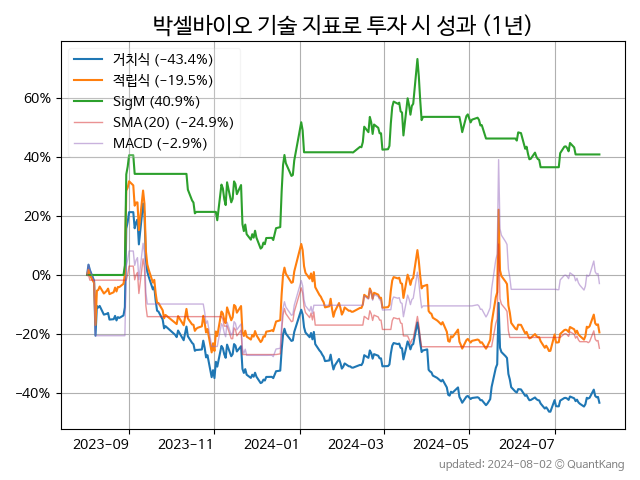 박셀바이오 기술 지표로 투자 시 성과 (1년)
거치식 (−43.4%)
적립식 (−19.5%)
SigM (40.9%)
SMA(20) (−24.9%)
MACD (−2.9%)
60%
40%
20%
0%
−20%
−40%
2023-09 2023-11 2024-01 2024-03 2024-05 2024-07
updated: 2024-08-02 © QuantKang